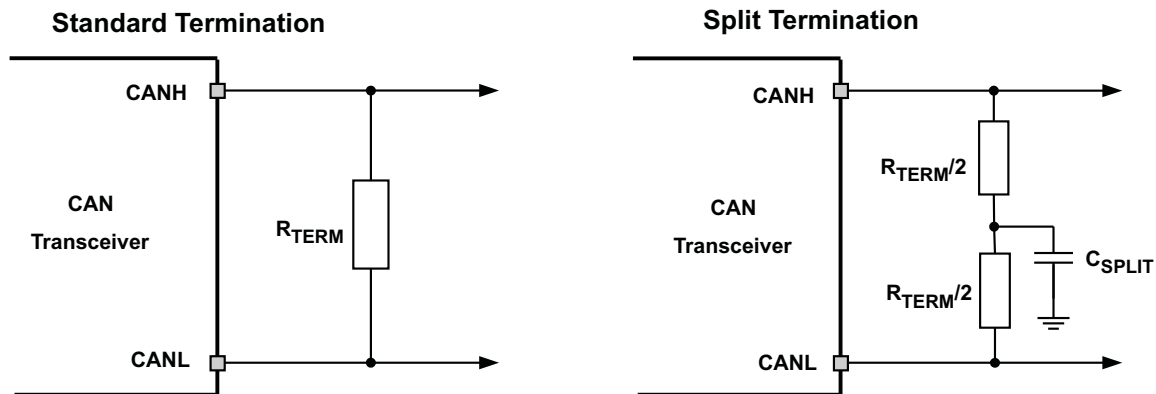 Standard Termination
CANH
CAN
Transceiver
RTERM
CANL
Split Termination
CANH
RTERM/2
CAN
Transceiver
CSPLIT
RTERM/2
CANL